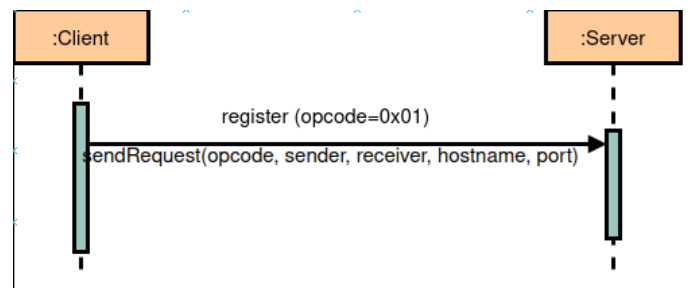 :Client
:Server
register (opcode=0x01)
sendRequest(opcode, sender, receiver, hostname, port)